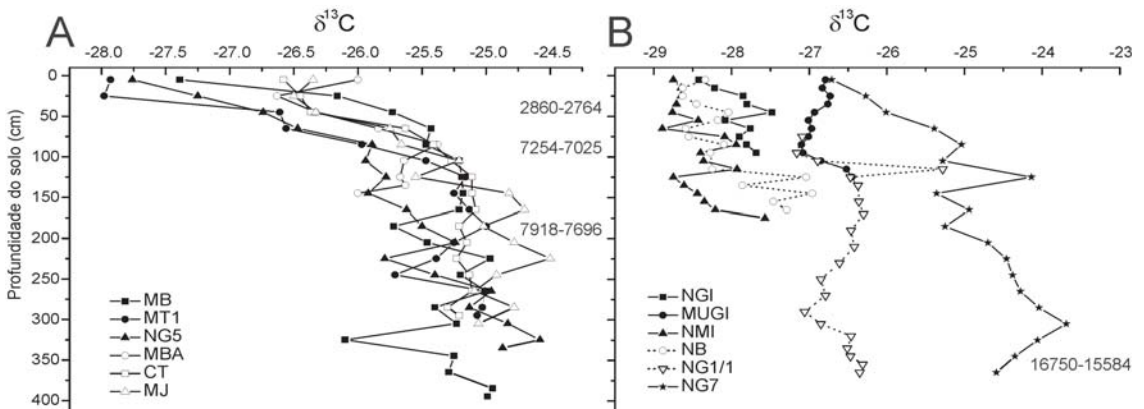 A
δ13C
-28.0 -27.5 -27.0 -26.5 -26.0 -25.5 -25.0 -24.5
Profundidade do solo (cm)
0
50
100
150
200
250
300
350
400
2860-2764
7254-7025
7918-7696
MB
MT1
NG5
MBA
CT
MJ
B
δ13C
-29 -28 -27 -26 -25 -24 -23
NGI
MUGI
NMI
NB
NG1/1
NG7
16750-15584